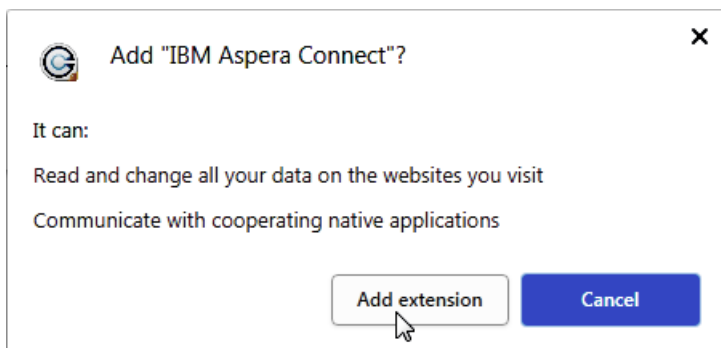 Add "IBM Aspera Connect"?
It can:
Read and change all your data on the websites you visit
Communicate with cooperating native applications
Add extension
Cancel